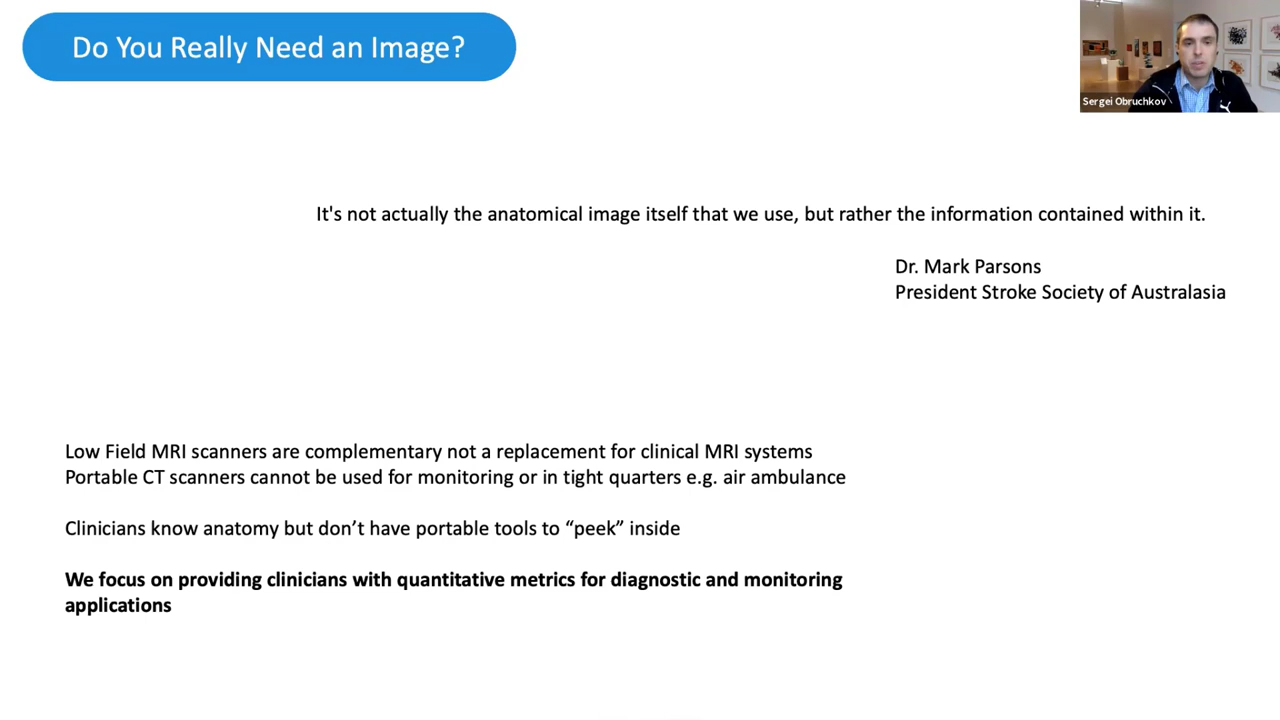 Do You Really Need an Image?
Sergei Obruchkov
It's not actually the anatomical image itself that we use, but rather the information contained within it.
Dr. Mark Parsons
President Stroke Society of Australasia
Low Field MRI scanners are complementary not a replacement for clinical MRI systems
Portable CT scanners cannot be used for monitoring or in tight quarters e.g. air ambulance
Clinicians know anatomy but don’t have portable tools to “peek” inside
We focus on providing clinicians with quantitative metrics for diagnostic and monitoring
applications